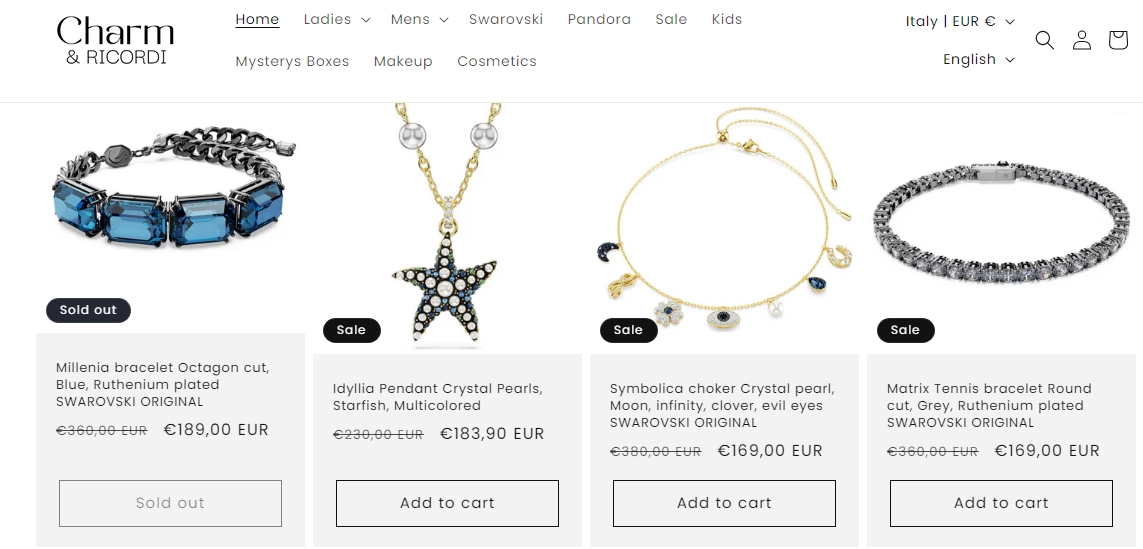 Charm
& RICORDI
Home Ladies Mens Swarovski Pandora Sale Kids
Mysterys Boxes Makeup Cosmetics
Italy | EUR €
English
Sold out
Millenia bracelet Octagon cut,
Blue, Ruthenium plated
SWAROVSKI ORIGINAL
€360,00 EUR €189,00 EUR
Sold out
Sale
Idyllia Pendant Crystal Pearls,
Starfish, Multicolored
€230,00 EUR €183,90 EUR
Add to cart
Sale
Symbolica choker Crystal pearl,
Moon, infinity, clover, evil eyes
SWAROVSKI ORIGINAL
€380,00 EUR €169,00 EUR
Add to cart
Sale
Matrix Tennis bracelet Round
cut, Grey, Ruthenium plated
SWAROVSKI ORIGINAL
€360,00 EUR €169,00 EUR
Add to cart